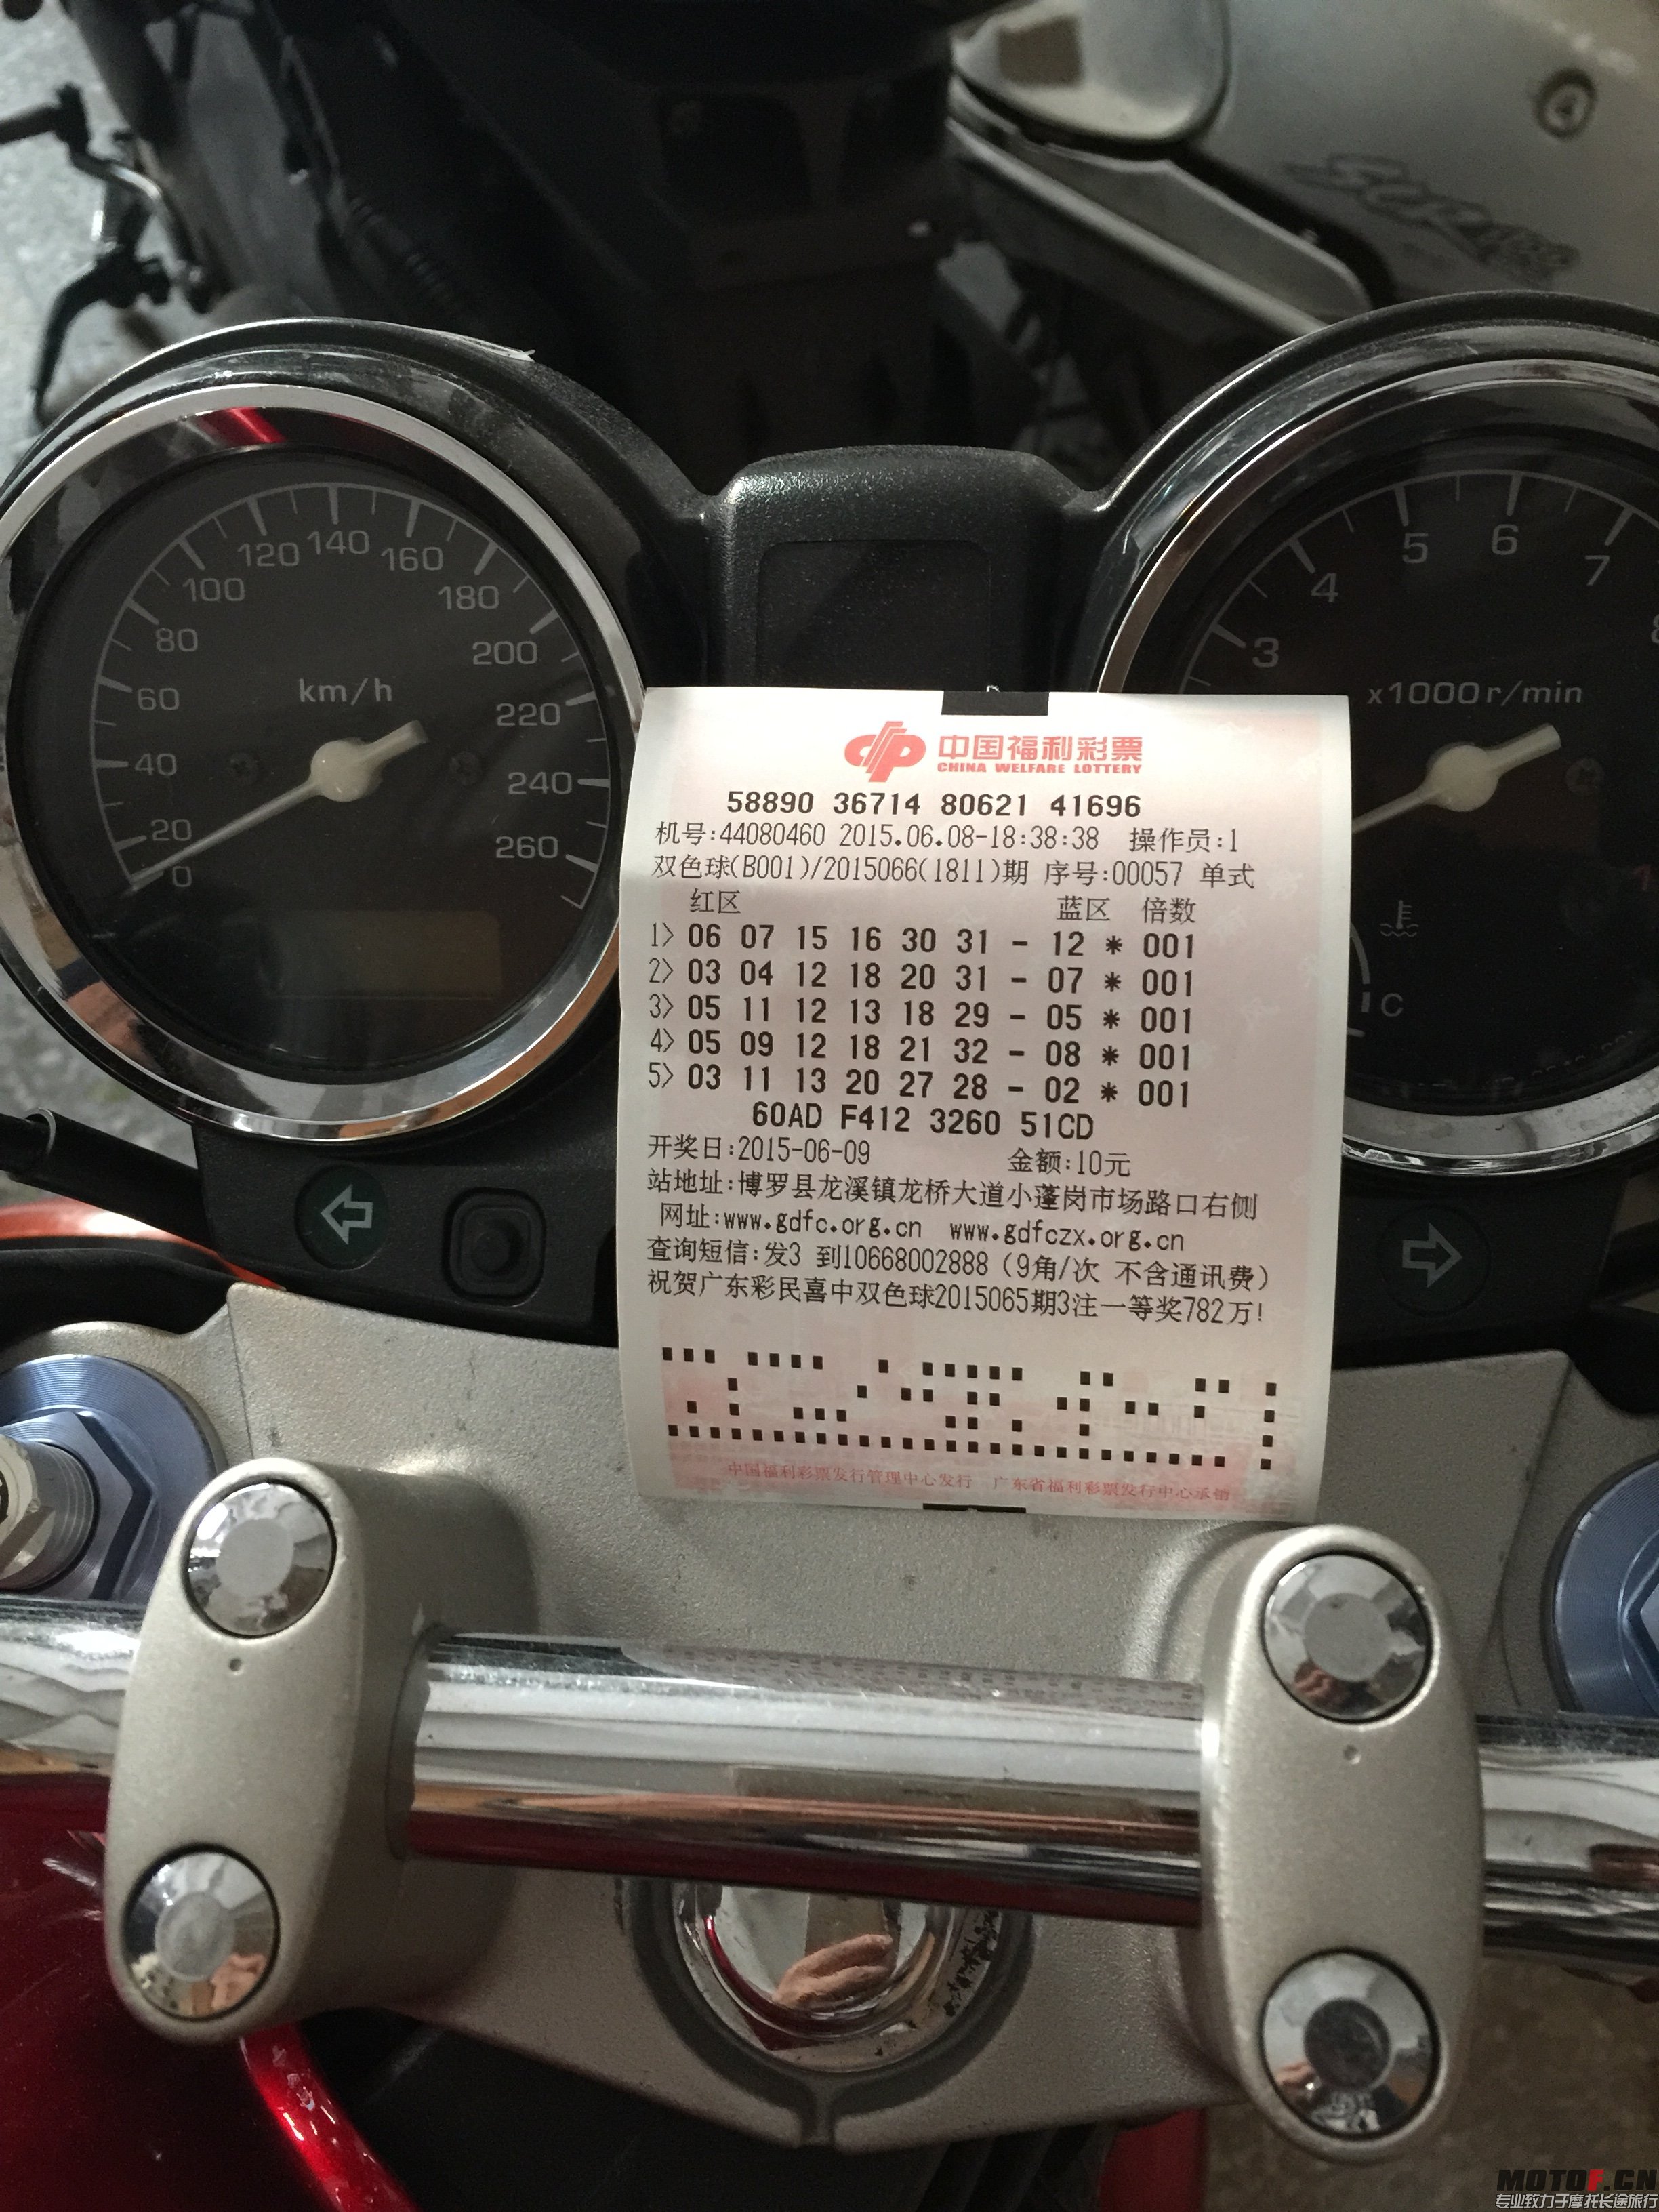 4
120 140 160
100 180
80 200
60 km/h 220
40 240
20 260
0
5 6 7
4
3
x1000r/min
C
中国福利彩票
CHINA WELFARE LOTTERY
58890 36714 80621 41696
机号:44080460 2015.06.08-18:38:38 操作员:1
双色球(B001)/2015066(1811)期 序号:00057 单式
红区 蓝区 倍数
1> 06 07 15 16 30 31 - 12 * 001
2> 03 04 12 18 20 31 - 07 * 001
3> 05 11 12 13 18 29 - 05 * 001
4> 05 09 12 18 21 32 - 08 * 001
5> 03 11 13 20 27 28 - 02 * 001
60AD F412 3260 51CD
开奖日:2015-06-09 金额:10元
站地址:博罗县龙溪镇龙桥大道小蓬岗市场路口右侧
网址:www.gdfc.org.cn www.gdfczx.org.cn
查询短信:发3 到10668002888(9角/次 不含通讯费)
祝贺广东彩民喜中双色球2015065期3注一等奖782万!
中国福利彩票发行管理中心发行 广东省福利彩票发行中心承销
MOTOF.CN
专业致力于摩托长途旅行